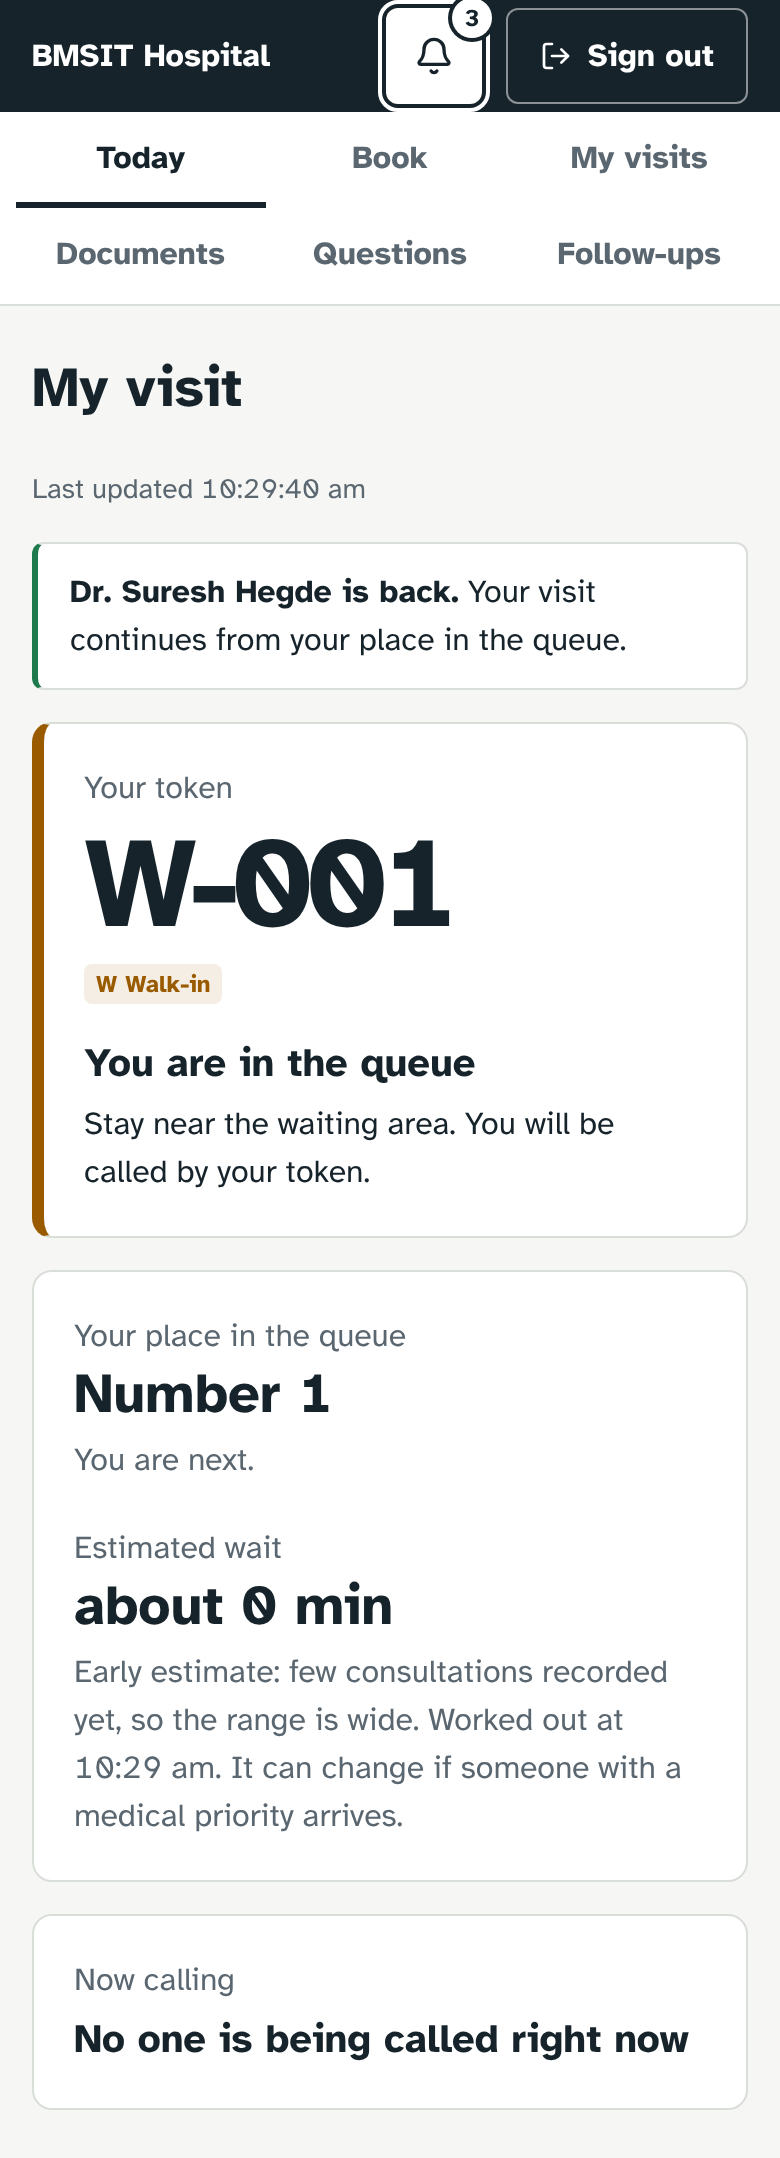 BMSIT Hospital
3
Sign out
Today
Book
My visits
Documents
Questions
Follow-ups
My visit
Last updated 10:29:40 am
Dr. Suresh Hegde is back. Your visit
continues from your place in the queue.
Your token
W-001
W Walk-in
You are in the queue
Stay near the waiting area. You will be
called by your token.
Your place in the queue
Number 1
You are next.
Estimated wait
about 0 min
Early estimate: few consultations recorded
yet, so the range is wide. Worked out at
10:29 am. It can change if someone with a
medical priority arrives.
Now calling
No one is being called right now